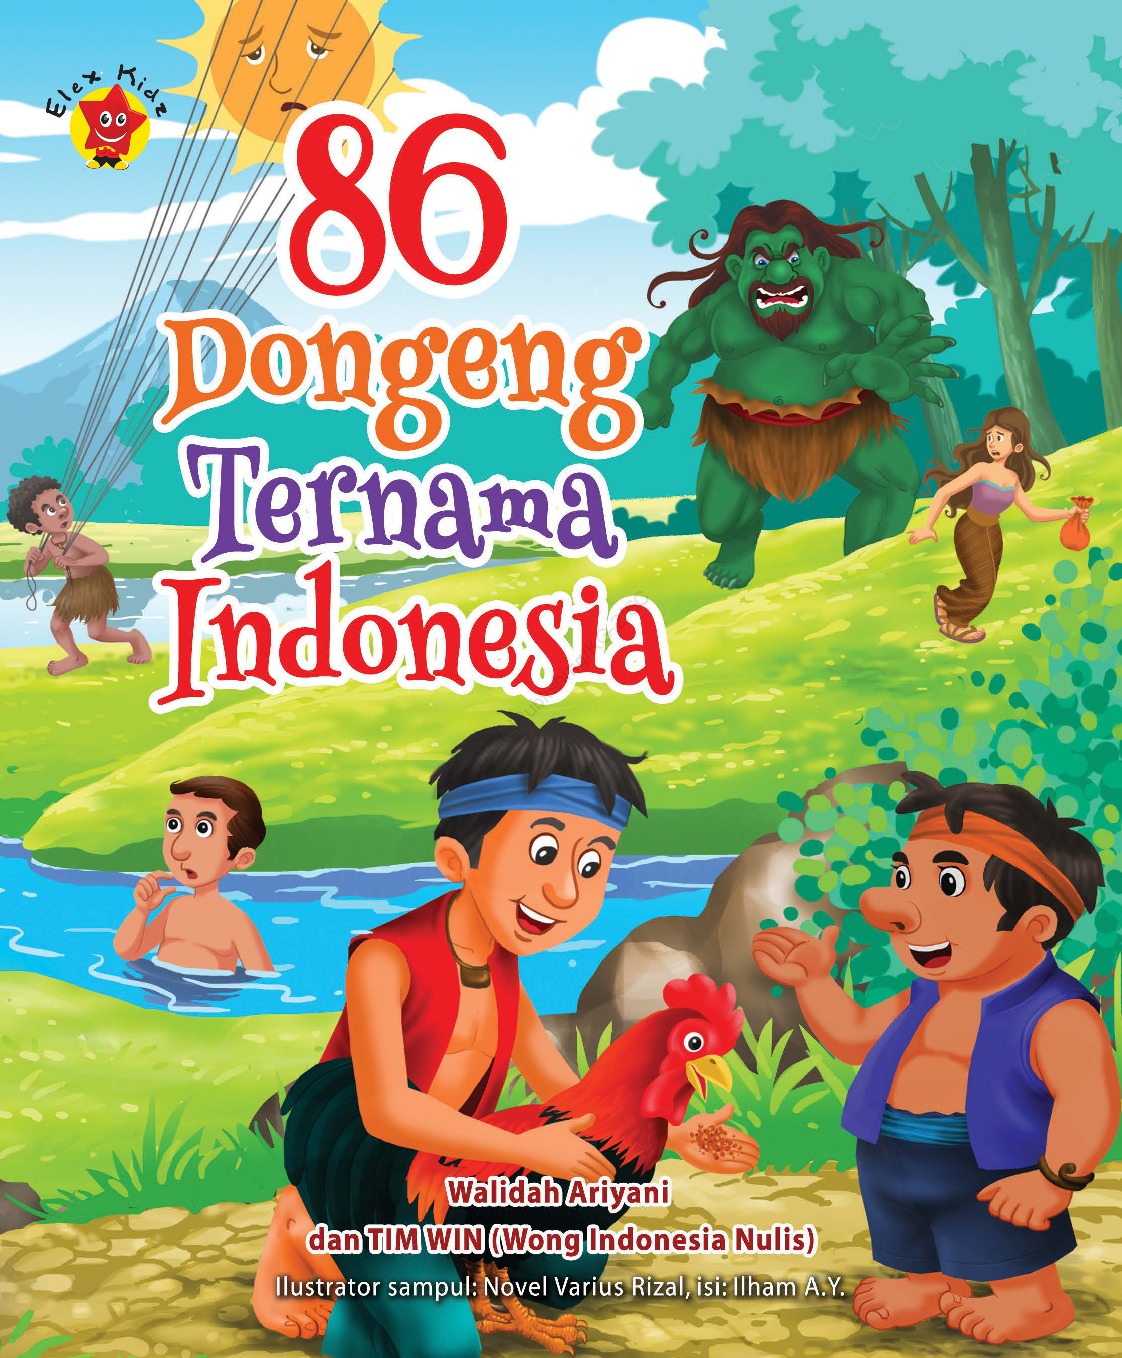 Elex Kidz
86
Dongeng
Ternama
Indonesia
Walidah Ariyani
dan TIM WIN (Wong Indonesia Nulis)
Ilustrator sampul: Novel Varius Rizal, isi: Ilham A.Y.